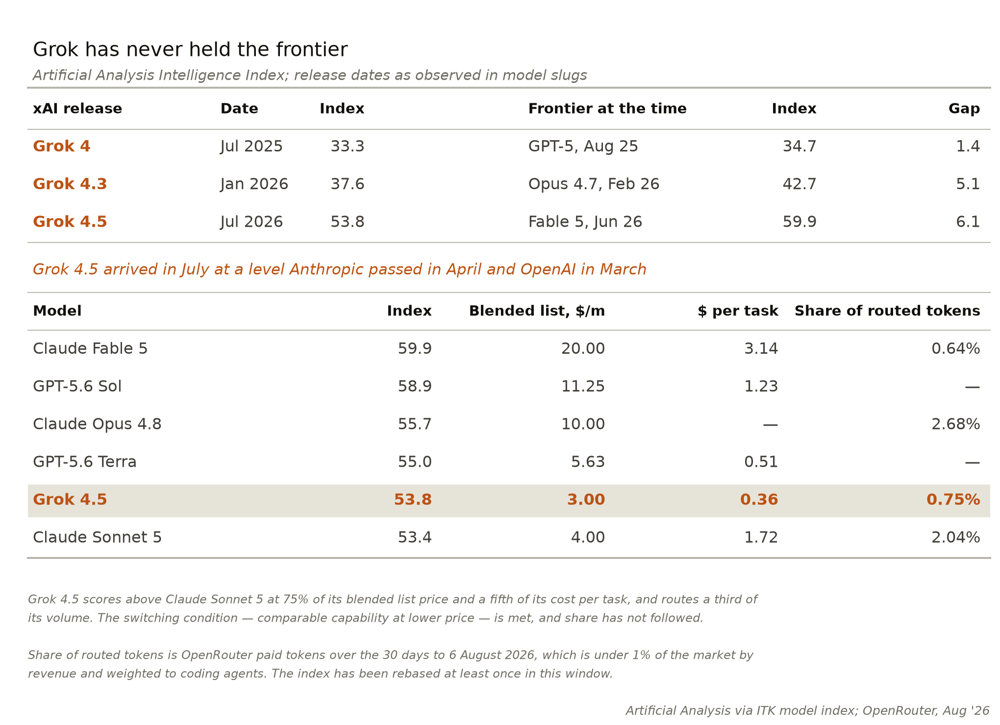 Grok has never held the frontier
Artificial Analysis Intelligence Index; release dates as observed in model slugs
xAI release Date Index Frontier at the time Index Gap
Grok 4 Jul 2025 33.3 GPT-5, Aug 25 34.7 1.4
Grok 4.3 Jan 2026 37.6 Opus 4.7, Feb 26 42.7 5.1
Grok 4.5 Jul 2026 53.8 Fable 5, Jun 26 59.9 6.1
Grok 4.5 arrived in July at a level Anthropic passed in April and OpenAI in March
Model Index Blended list, $/m $ per task Share of routed tokens
Claude Fable 5 59.9 20.00 3.14 0.64%
GPT-5.6 Sol 58.9 11.25 1.23 —
Claude Opus 4.8 55.7 10.00 — 2.68%
GPT-5.6 Terra 55.0 5.63 0.51 —
Grok 4.5 53.8 3.00 0.36 0.75%
Claude Sonnet 5 53.4 4.00 1.72 2.04%
Grok 4.5 scores above Claude Sonnet 5 at 75% of its blended list price and a fifth of its cost per task, and routes a third of
its volume. The switching condition — comparable capability at lower price — is met, and share has not followed.
Share of routed tokens is OpenRouter paid tokens over the 30 days to 6 August 2026, which is under 1% of the market by
revenue and weighted to coding agents. The index has been rebased at least once in this window.
Artificial Analysis via ITK model index; OpenRouter, Aug '26